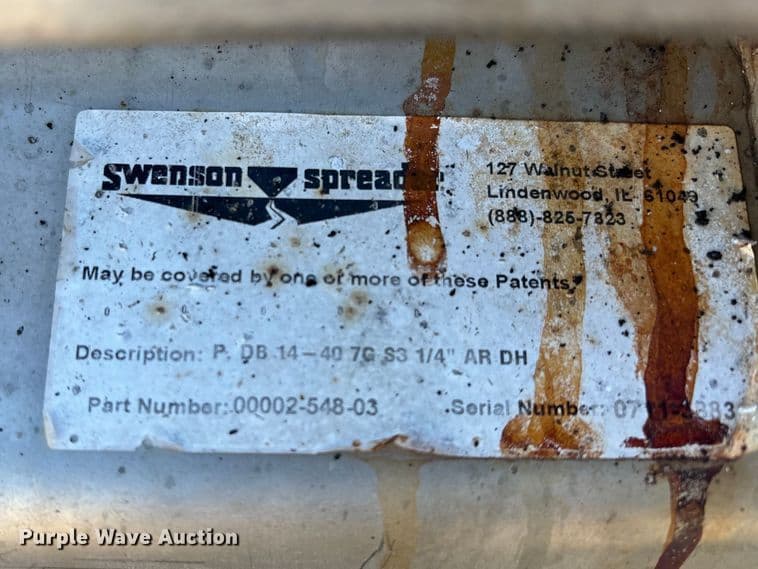 Swenson
127 Walnut Street
Lindenwood, IL 61049
(888)-825-7323
May be covered by one or more of these Patents
Description: P. DB 14-40 7G S3 1/4" AR DH
Part Number: 00002-548-03
Serial Number:
Purple Wave Auction